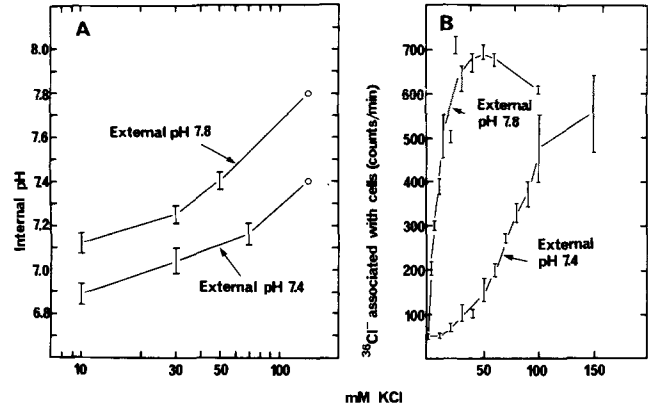 A
Internal pH
8.0
7.8
7.4
7.2
7.0
6.8
External pH 7.8
External pH 7.4
10
30
50
100
B
³⁶Cl⁻ associated with cells (counts/min)
700
600
500
400
300
200
100
External
pH 7.8
External
pH 7.4
50
100
150
mM KCl